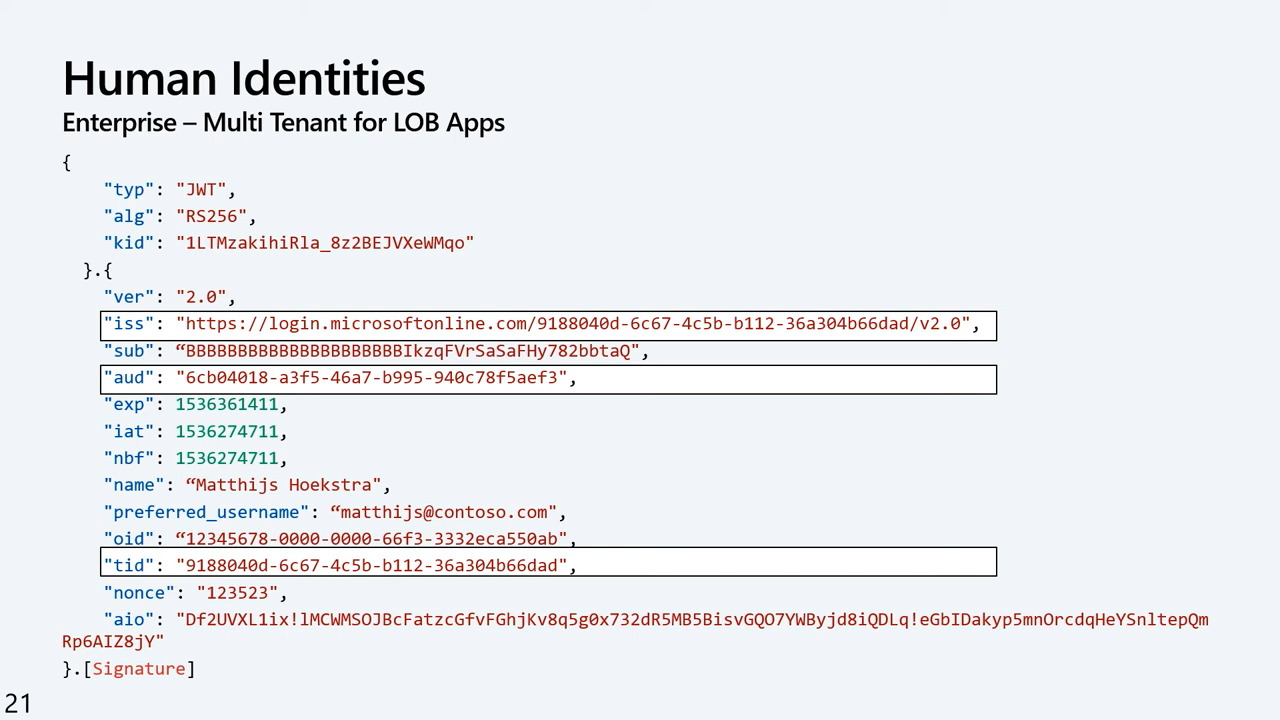 Human Identities
Enterprise – Multi Tenant for LOB Apps
{
"typ": "JWT",
"alg": "RS256",
"kid": "1LTMzakihiRla_8z2BEJVXeWMqo"
}.{
"ver": "2.0",
"iss": "https://login.microsoftonline.com/9188040d-6c67-4c5b-b112-36a304b66dad/v2.0",
"sub": “BBBBBBBBBBBBBBBBBBBBBBIkzqFVrSaSaFHy782bbtaQ",
"aud": "6cb04018-a3f5-46a7-b995-940c78f5aef3",
"exp": 1536361411,
"iat": 1536274711,
"nbf": 1536274711,
"name": “Matthijs Hoekstra",
"preferred_username": “matthijs@contoso.com",
"oid": “12345678-0000-0000-66f3-3332eca550ab",
"tid": "9188040d-6c67-4c5b-b112-36a304b66dad",
"nonce": "123523",
"aio": "Df2UVXL1ix!lMCWMSOJBcFatzcGfvFGhjKv8q5g0x732dR5MB5BisvGQO7YWByjd8iQDLq!eGbIDakyp5mnOrcdqHeYSnltepQm
Rp6AIZ8jY"
}.[Signature]
21